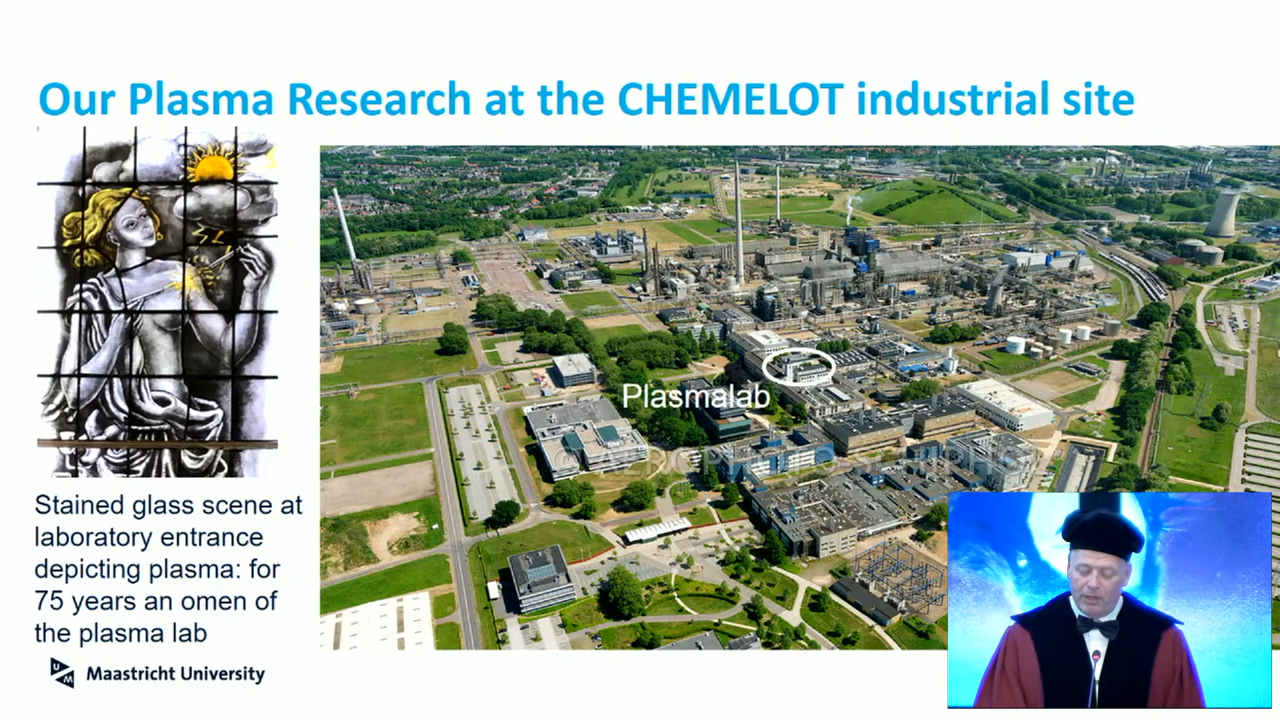 Our Plasma Research at the CHEMELOT industrial site
Plasmalab
Stained glass scene at
laboratory entrance
depicting plasma: for
75 years an omen of
the plasma lab
UM
Maastricht University